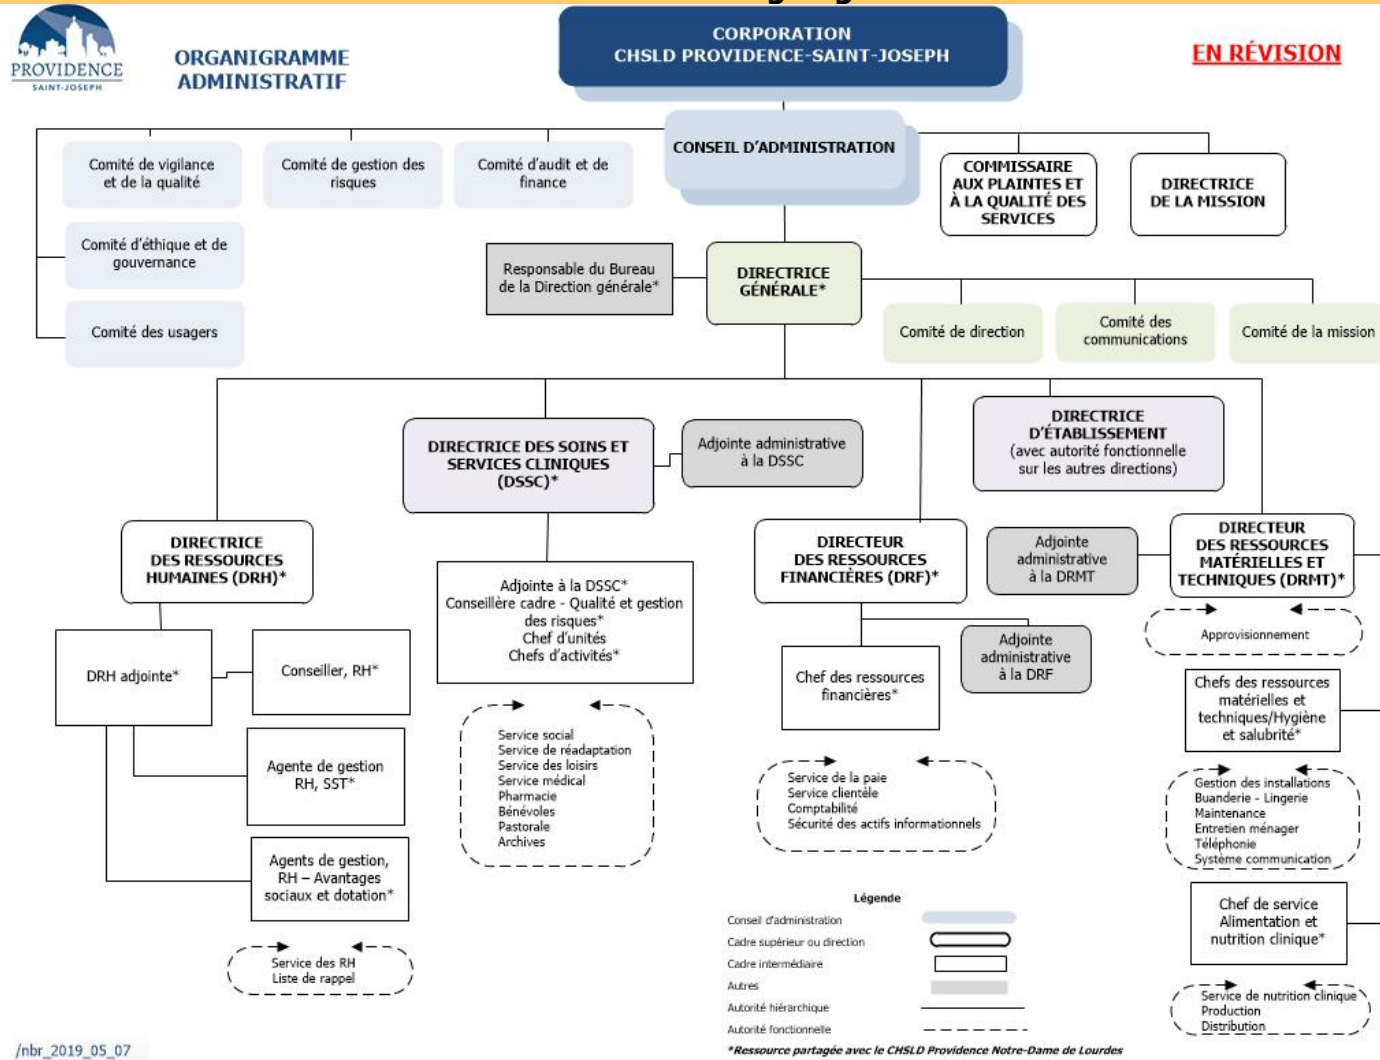 PROVIDENCE
SAINT-JOSEPH
ORGANIGRAMME
ADMINISTRATIF
CORPORATION
CHSLD PROVIDENCE-SAINT-JOSEPH
EN RÉVISION
CONSEIL D'ADMINISTRATION
Comité de vigilance
et de la qualité
Comité de gestion des
risques
Comité d'audit et de
finance
COMMISSAIRE
AUX PLAINTES ET
À LA QUALITÉ DES
SERVICES
DIRECTRICE
DE LA MISSION
Comité d'éthique et de
gouvernance
Comité des usagers
Responsable du Bureau
de la Direction générale*
DIRECTRICE
GÉNÉRALE*
Comité de direction
Comité des
communications
Comité de la mission
DIRECTRICE DES SOINS ET
SERVICES CLINIQUES
(DSSC)*
Adjointe administrative
à la DSSC
DIRECTRICE
D'ÉTABLISSEMENT
(avec autorité fonctionnelle
sur les autres directions)
DIRECTRICE
DES RESSOURCES
HUMAINES (DRH)*
Adjointe à la DSSC*
Conseillère cadre - Qualité et gestion
des risques*
Chef d'unités
Chefs d'activités*
DIRECTEUR
DES RESSOURCES
FINANCIÈRES (DRF)*
Adjointe
administrative
à la DRMT
DIRECTEUR
DES RESSOURCES
MATÉRIELLES ET
TECHNIQUES (DRMT)*
Approvisionnement
DRH adjointe*
Conseiller, RH*
Agente de gestion
RH, SST*
Agents de gestion,
RH – Avantages
sociaux et dotation*
Service des RH
Liste de rappel
Service social
Service de réadaptation
Service des loisirs
Service médical
Pharmacie
Bénévoles
Pastorale
Archives
Chef des ressources
financières*
Adjointe
administrative
à la DRF
Service de la paie
Service clientèle
Comptabilité
Sécurité des actifs informationnels
Chefs des ressources
matérielles et
techniques/Hygiène
et salubrité*
Gestion des installations
Buanderie - Lingerie
Maintenance
Entretien ménager
Téléphonie
Système communication
Chef de service
Alimentation et
nutrition clinique*
Service de nutrition clinique
Production
Distribution
Légende
Conseil d'administration
Cadre supérieur ou direction
Cadre intermédiaire
Autres
Autorité hiérarchique
Autorité fonctionnelle
*Ressource partagée avec le CHSLD Providence Notre-Dame de Lourdes
/nbr_2019_05_07